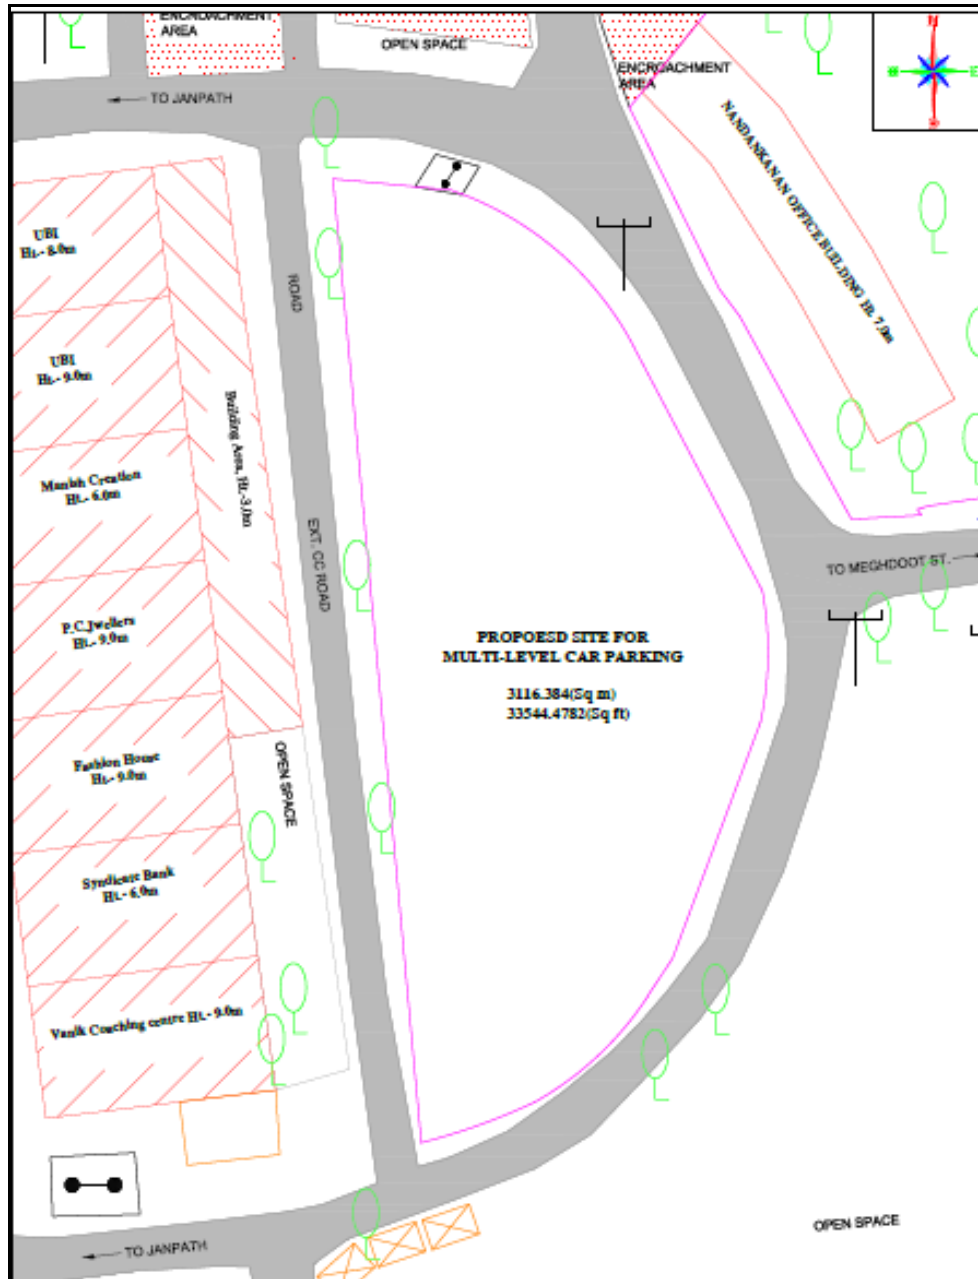 ENCROACHMENT
AREA
OPEN SPACE
ENCROACHMENT
AREA
N
E
S
TO JANPATH
NANDANKANAN OFFICE BUILDING Ht. 7.0m
UBI
Ht.- 8.0m
ROAD
UBI
Ht.- 9.0m
Building Area, Ht.-3.0m
Manish Creation
Ht.- 6.0m
EXT. CC ROAD
TO MEGHDOOT ST.
P.C.Jwellers
Ht.- 9.0m
PROPOESD SITE FOR
MULTI-LEVEL CAR PARKING
3116.384(Sq m)
33544.4782(Sq ft)
Fashion House
Ht.- 9.0m
OPEN SPACE
Syndicate Bank
Ht.- 6.0m
Vanik Coaching centre Ht.- 9.0m
OPEN SPACE
TO JANPATH